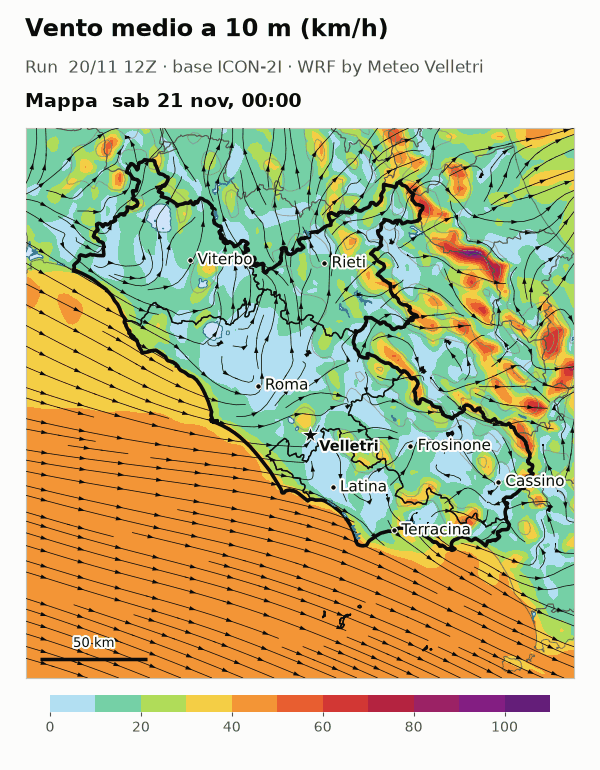 Vento medio a 10 m (km/h)
Run  20/11 12Z · base ICON-2I · WRF by Meteo Velletri
Mappa  sab 21 nov, 00:00
Viterbo
Rieti
Roma
Velletri
Frosinone
Cassino
Latina
Terracina
50 km
0 20 40 60 80 100